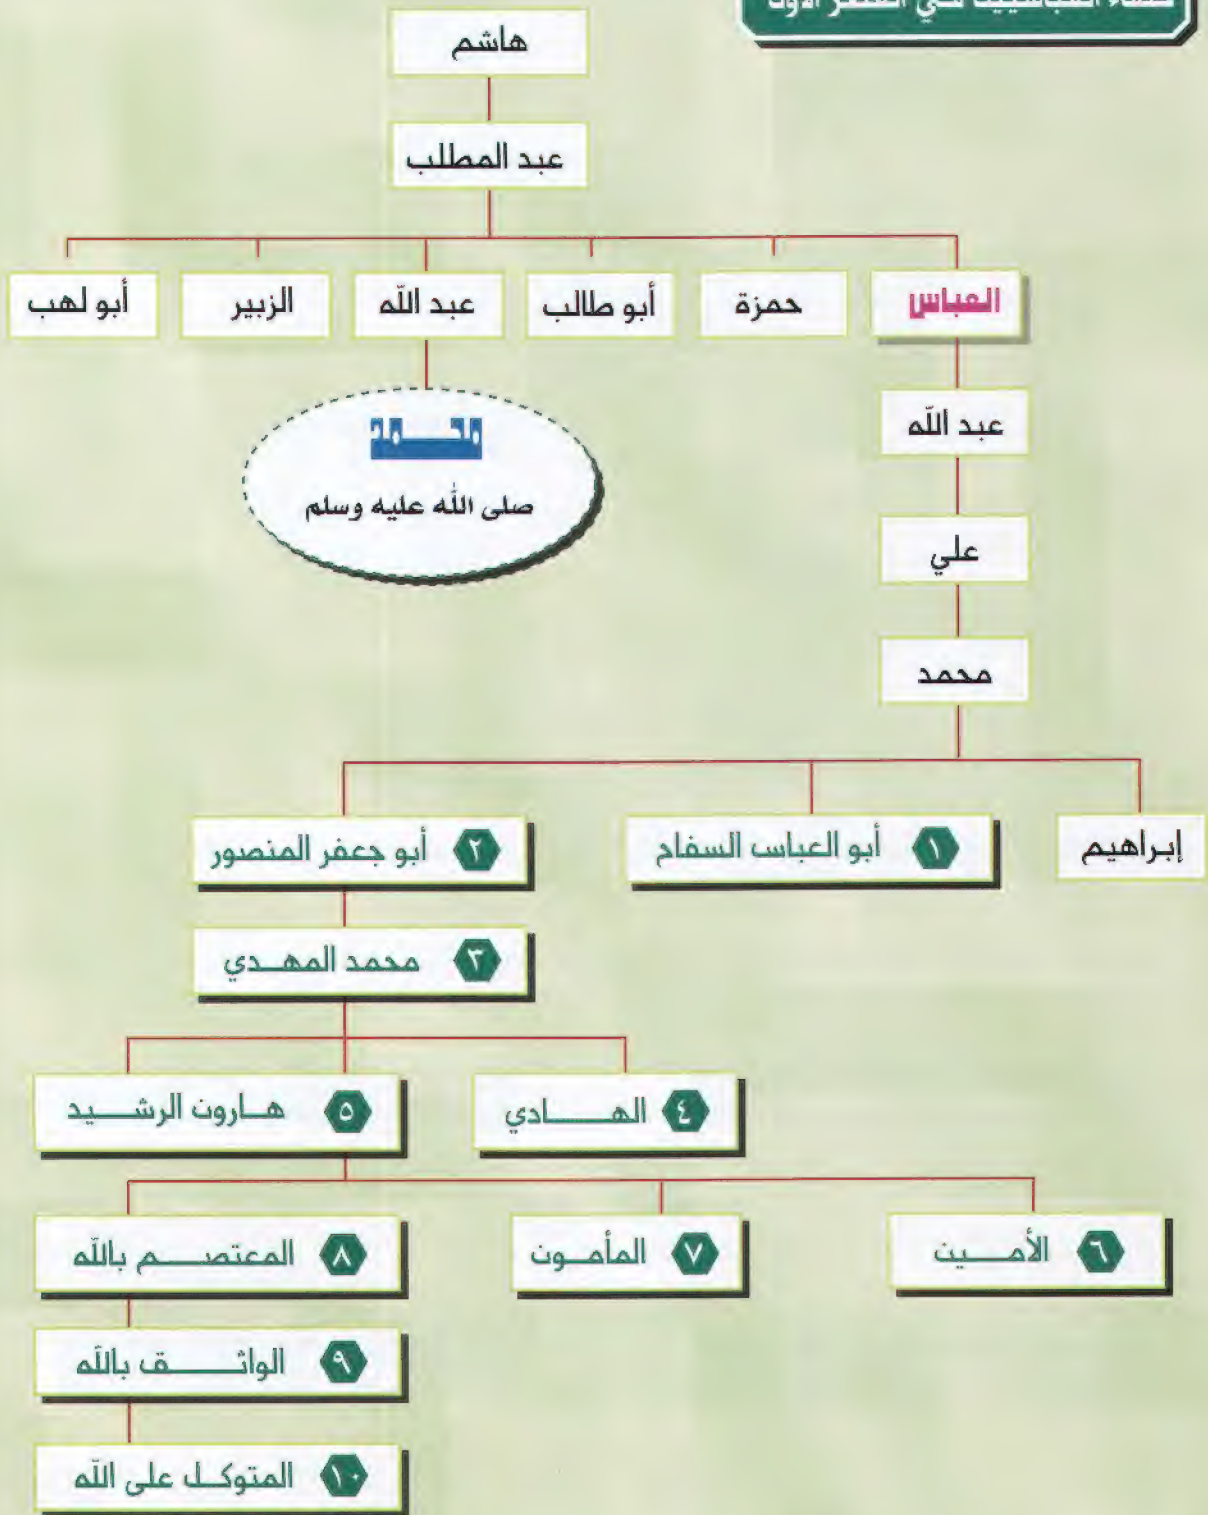 هاشم
عبد المطلب
العباس
حمزة
أبو طالب
عبد الله
الزبير
أبو لهب
محمد
صلى الله عليه وسلم
عبد الله
علي
محمد
إبراهيم
١ أبو العباس السفاح
٢ أبو جعفر المنصور
٣ محمد المهدي
٤ الهادي
٥ هارون الرشيد
٦ الأمين
٧ المأمون
٨ المعتصم بالله
٩ الواثق بالله
١٠ المتوكل على الله